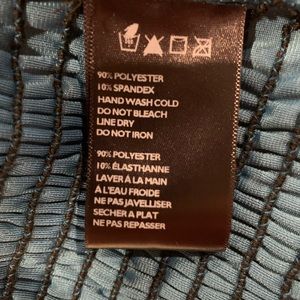 90% POLYESTER
10% SPANDEX
HAND WASH COLD
DO NOT BLEACH
LINE DRY
DO NOT IRON
90% POLYESTER
10% ÉLASTHANNE
LAVER À LA MAIN
À L'EAU FROIDE
NE PAS JAVELLISER
SECHER A PLAT
NE PAS REPASSER